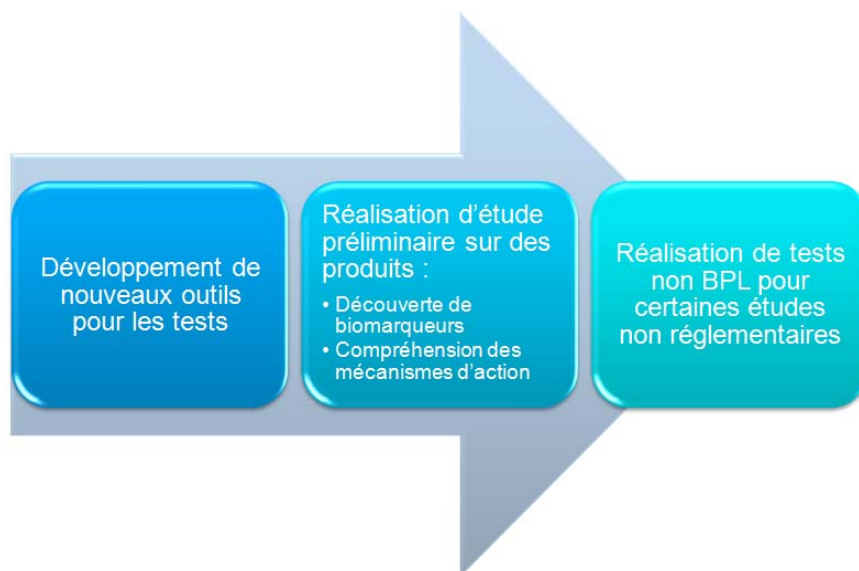 Développement de
nouveaux outils
pour les tests
Réalisation d’étude
préliminaire sur des
produits :
• Découverte de
biomarqueurs
• Compréhension des
mécanismes d’action
Réalisation de tests
non BPL pour
certaines études
non réglementaires